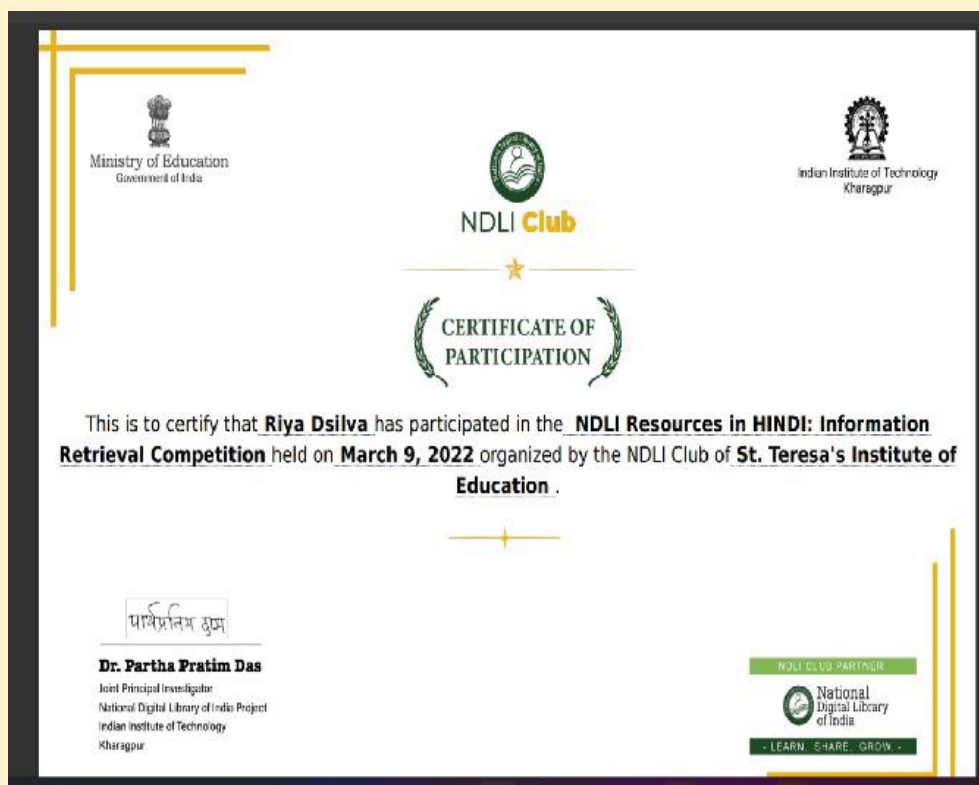 Ministry of Education
Government of India
Indian Institute of Technology
Kharagpur
NDLI Club
CERTIFICATE OF
PARTICIPATION
This is to certify that Riya Dsilva has participated in the NDLI Resources in HINDI: Information
Retrieval Competition held on March 9, 2022 organized by the NDLI Club of St. Teresa's Institute of
Education .
पार्थप्रतिम दास
Dr. Partha Pratim Das
Joint Principal Investigator
National Digital Library of India Project
Indian Institute of Technology
Kharagpur
NDLI CLUB PARTNER
National
Digital Library
of India
- LEARN. SHARE. GROW. -